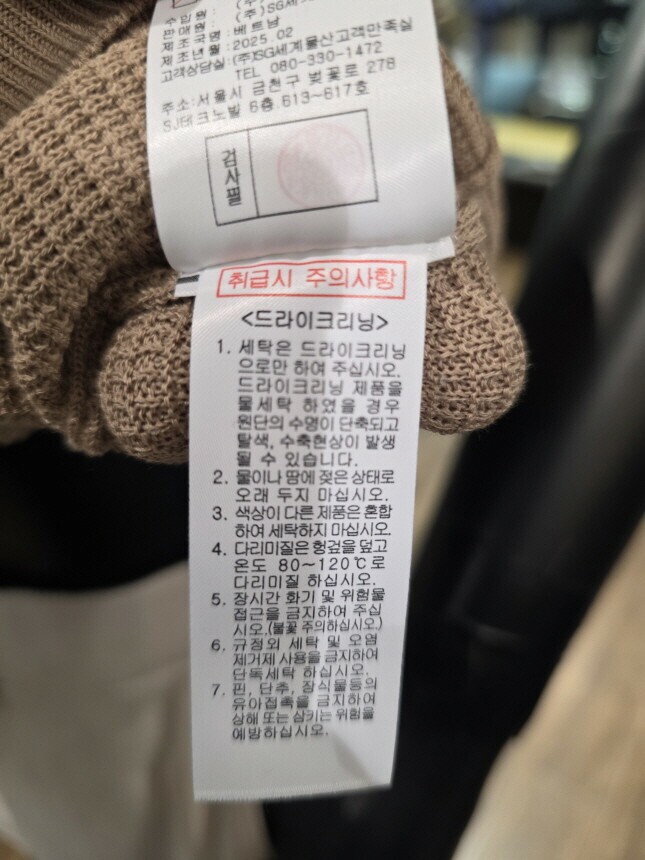 수입원 : (주)
판매원 : (주)SG세계
제조국명 : 베트남
제조년월 : 2025.02
고객상담실 : (주)SG세계물산고객만족실
TEL 080-330-1472
주소:서울시 금천구 벚꽃로 278
SJ테크노빌 6층 613~617호
검사필
취급시 주의사항
<드라이크리닝>
1. 세탁은 드라이크리닝
으로만 하여 주십시오.
드라이크리닝 제품을
물세탁 하였을 경우
원단의 수명이 단축되고
탈색, 수축현상이 발생
될 수 있습니다.
2. 물이나 땀에 젖은 상태로
오래 두지 마십시오.
3. 색상이 다른 제품은 혼합
하여 세탁하지 마십시오.
4. 다리미질은 헝겊을 덮고
온도 80~120℃로
다리미질 하십시오.
5. 장시간 화기 및 위험물
접근을 금지하여 주십
시오.(불꽃 주의하십시오.)
6. 규정외 세탁 및 오염
제거제 사용을 금지하여
단독세탁 하십시오.
7. 핀, 단추, 장식물등의
유아접촉을 금지하여
상해 또는 삼키는 위험을
예방하십시오.